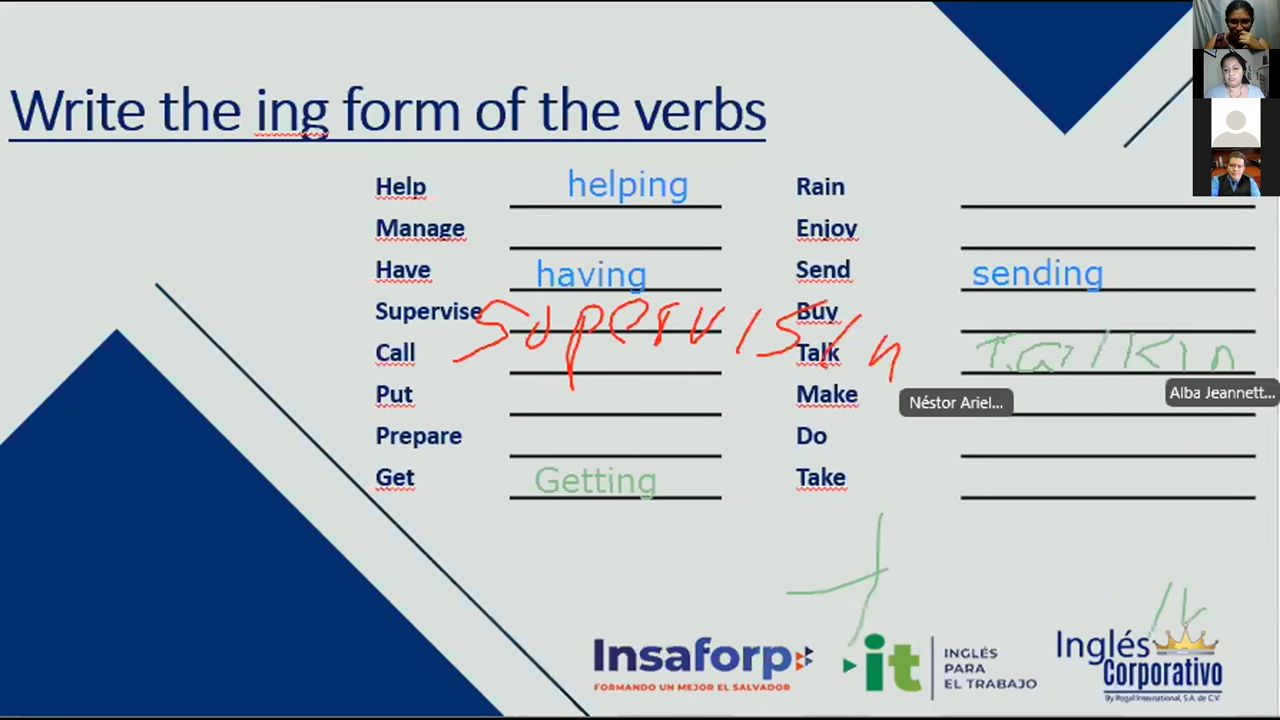 Write the ing form of the verbs
Help helping
Manage
Have having
Supervise Supervisin
Call
Put
Prepare
Get Getting
Rain
Enjoy
Send sending
Buy
Talk Talkin
Make
Do
Take
Néstor Ariel...
Alba Jeannett...
Insaforp
FORMANDO UN MEJOR EL SALVADOR
it
INGLÉS
PARA
EL TRABAJO
Inglés
Corporativo
By Regall International, S.A. de C.V.